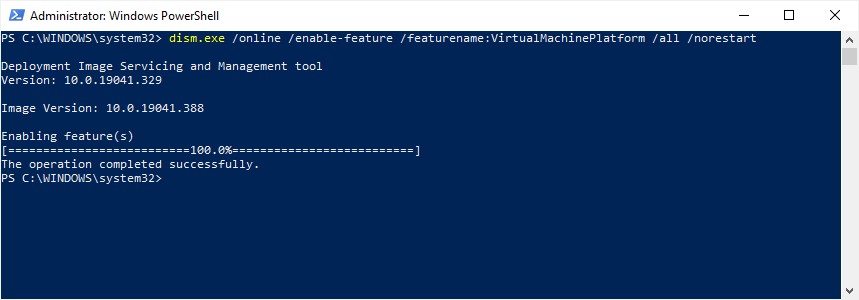 Administrator: Windows PowerShell
PS C:\WINDOWS\system32> dism.exe /online /enable-feature /featurename:VirtualMachinePlatform /all /norestart
Deployment Image Servicing and Management tool
Version: 10.0.19041.329
Image Version: 10.0.19041.388
Enabling feature(s)
[==========================100.0%==========================]
The operation completed successfully.
PS C:\WINDOWS\system32>